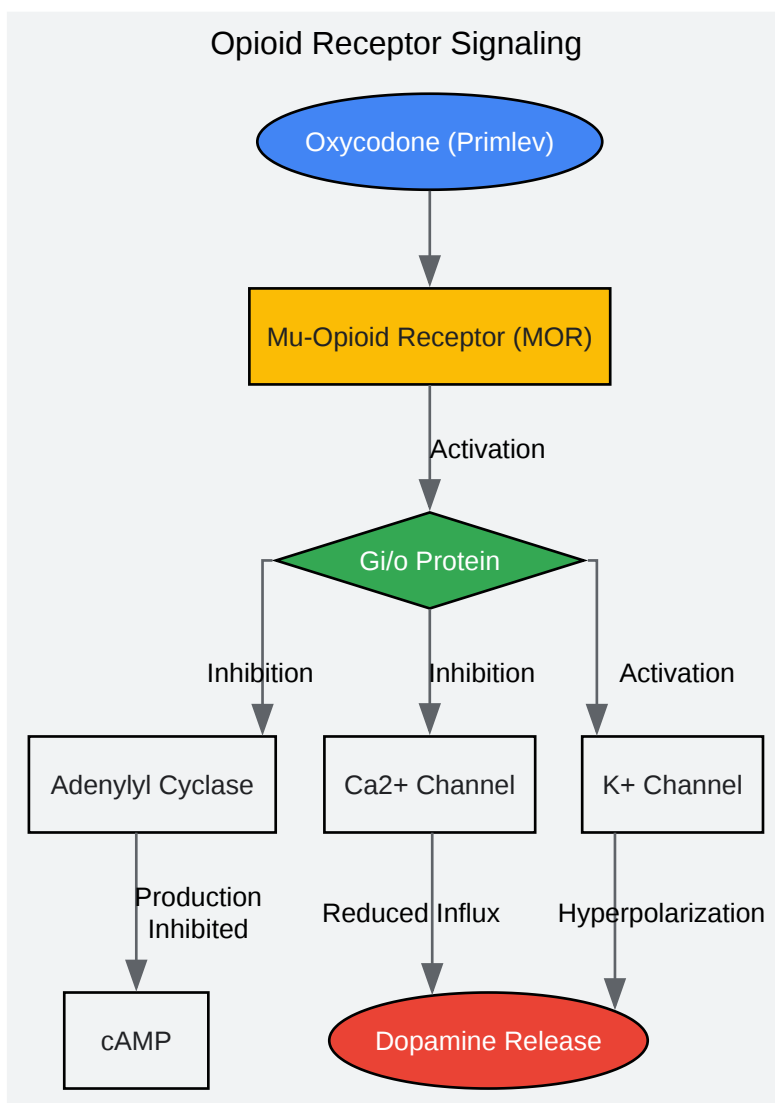 Opioid Receptor Signaling
Oxycodone (Primlev)
Mu-Opioid Receptor (MOR)
Activation
Gi/o Protein
Inhibition
Inhibition
Activation
Adenylyl Cyclase
Ca2+ Channel
K+ Channel
Production
Inhibited
Reduced Influx
Hyperpolarization
cAMP
Dopamine Release